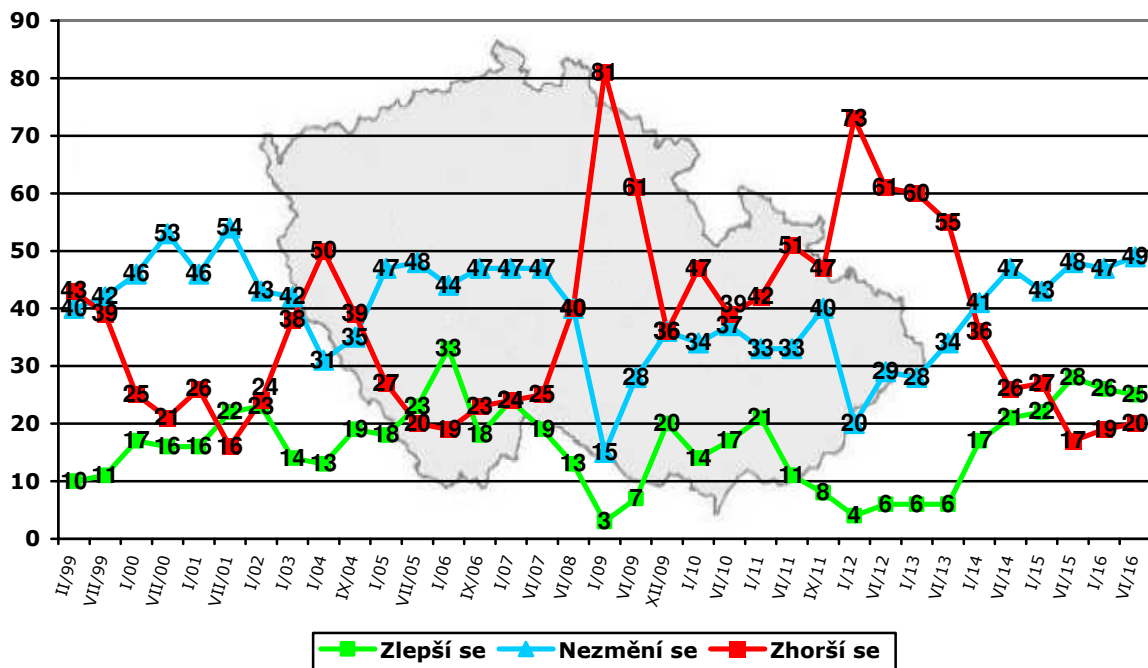 90
80
70
60
50
40
30
20
10
0
43 39 25 21 26 16 24 38 50 39 27 20 19 23 24 25 40 81 61 36 47 39 42 51 47 73 61 60 55 36 26 27 17 19 20
40 42 46 53 46 54 43 42 31 35 47 48 44 47 47 47 40 15 28 36 34 37 33 33 40 20 29 28 34 41 47 43 48 47 49
10 11 17 16 16 22 23 14 13 19 18 23 33 18 24 19 13 3 7 20 14 17 21 11 8 4 6 6 6 17 21 22 28 26 25
II/99 VIII/99 I/00 VIII/00 I/01 VIII/01 I/02 I/03 I/04 IX/04 I/05 VIII/05 I/06 IX/06 I/07 VI/07 VI/08 I/09 VI/09 XII/09 I/10 VI/10 I/11 VI/11 IX/11 I/12 VI/12 I/13 VI/13 I/14 VI/14 I/15 VI/15 I/16 VI/16
Zlepší se Nezmění se Zhorší se